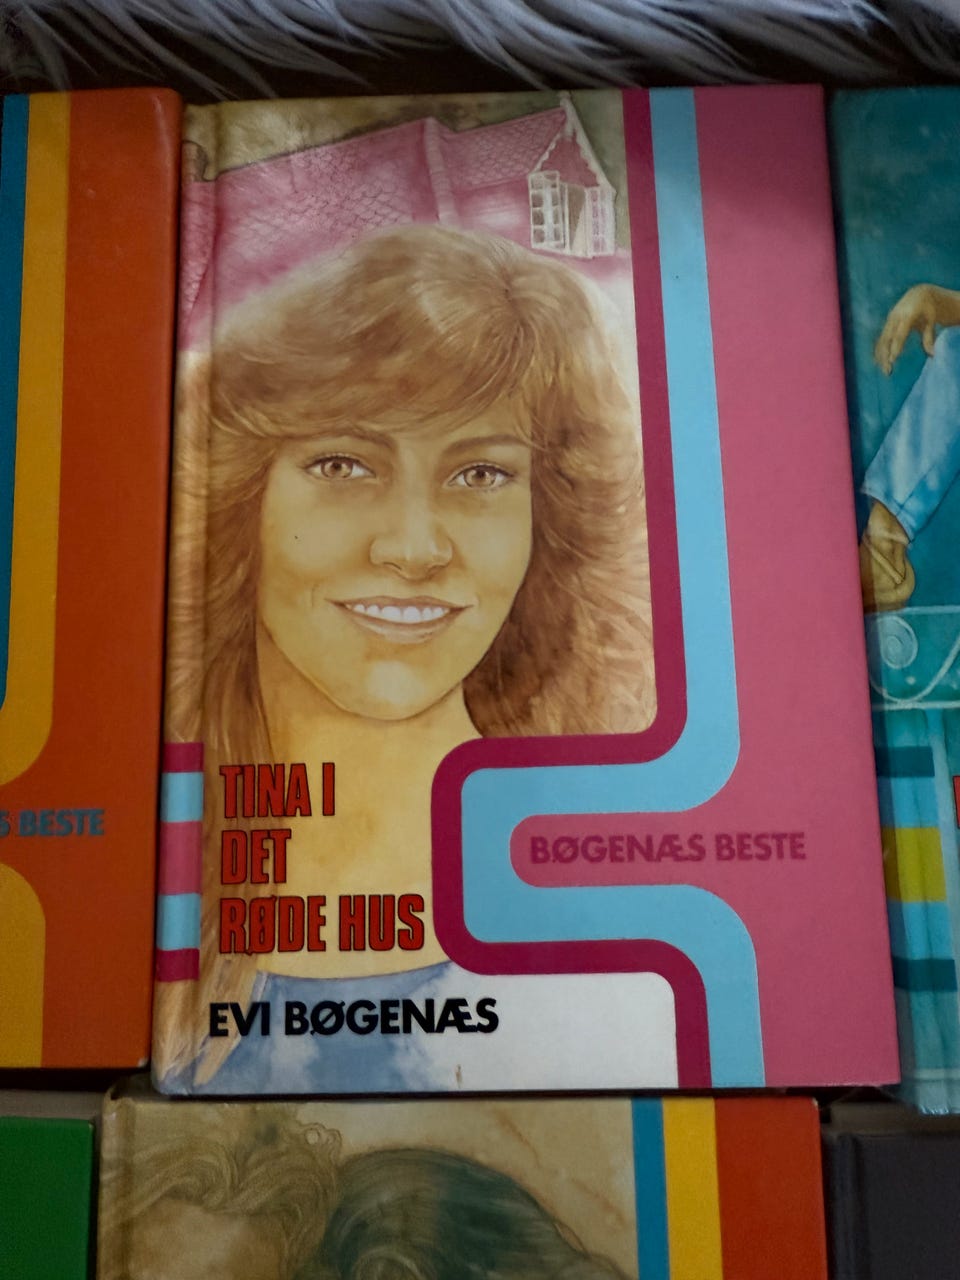 TINA I
DET
RØDE HUS
EVI BØGENÆS
BØGENÆS BESTE
S BESTE